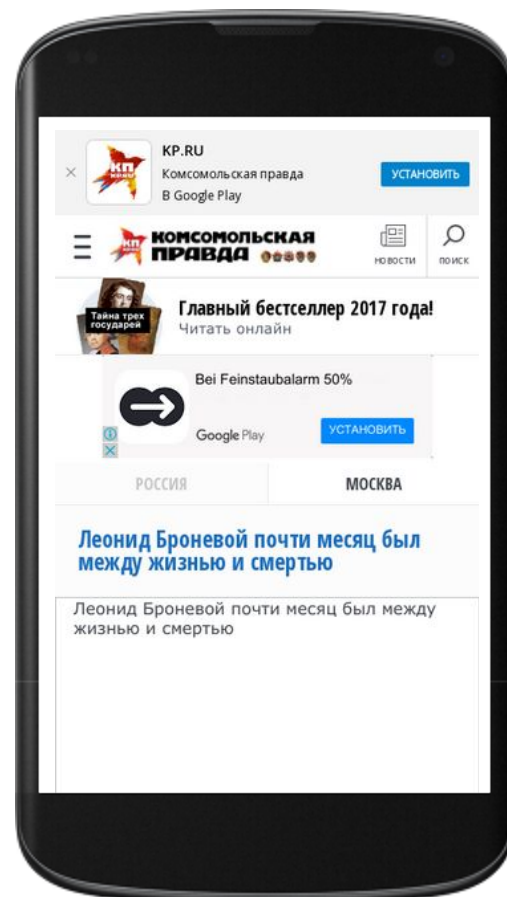 KP.RU
Комсомольская правда
В Google Play
УСТАНОВИТЬ
КП
КОМСОМОЛЬСКАЯ
ПРАВДА
НОВОСТИ
ПОИСК
Тайна трех
государей
Главный бестселлер 2017 года!
Читать онлайн
Bei Feinstaubalarm 50%
Google Play
УСТАНОВИТЬ
РОССИЯ
МОСКВА
Леонид Броневой почти месяц был
между жизнью и смертью
Леонид Броневой почти месяц был между
жизнью и смертью